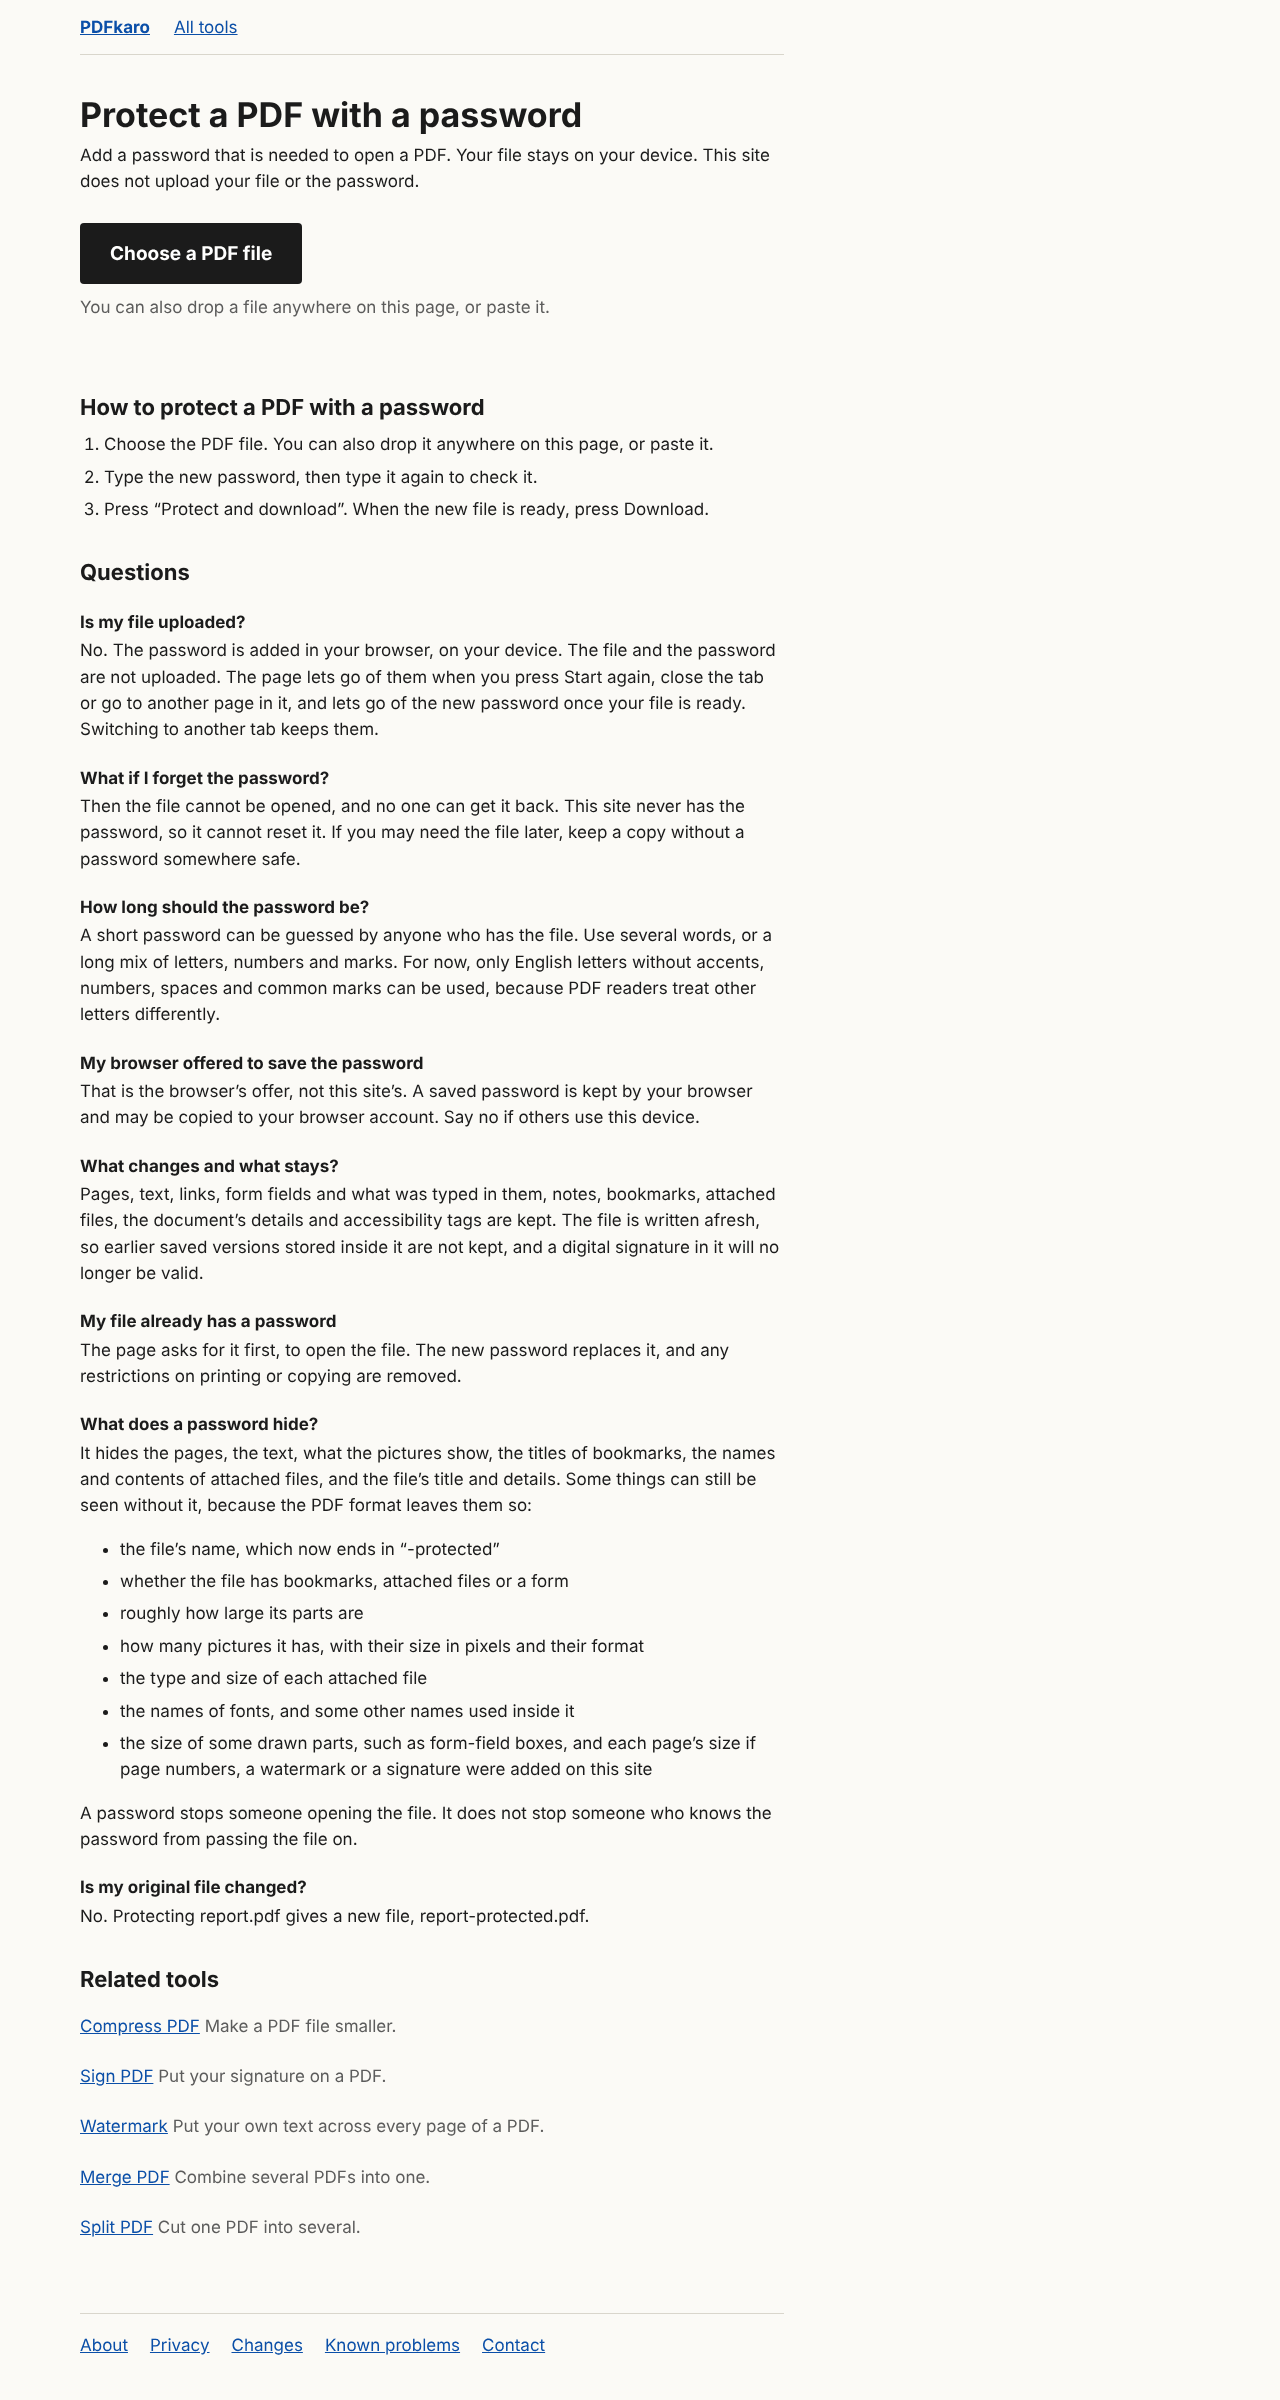 PDFkaro All tools
Protect a PDF with a password
Add a password that is needed to open a PDF. Your file stays on your device. This site
does not upload your file or the password.
Choose a PDF file
You can also drop a file anywhere on this page, or paste it.
How to protect a PDF with a password
1. Choose the PDF file. You can also drop it anywhere on this page, or paste it.
2. Type the new password, then type it again to check it.
3. Press “Protect and download”. When the new file is ready, press Download.
Questions
Is my file uploaded?
No. The password is added in your browser, on your device. The file and the password
are not uploaded. The page lets go of them when you press Start again, close the tab
or go to another page in it, and lets go of the new password once your file is ready.
Switching to another tab keeps them.
What if I forget the password?
Then the file cannot be opened, and no one can get it back. This site never has the
password, so it cannot reset it. If you may need the file later, keep a copy without a
password somewhere safe.
How long should the password be?
A short password can be guessed by anyone who has the file. Use several words, or a
long mix of letters, numbers and marks. For now, only English letters without accents,
numbers, spaces and common marks can be used, because PDF readers treat other
letters differently.
My browser offered to save the password
That is the browser’s offer, not this site’s. A saved password is kept by your browser
and may be copied to your browser account. Say no if others use this device.
What changes and what stays?
Pages, text, links, form fields and what was typed in them, notes, bookmarks, attached
files, the document’s details and accessibility tags are kept. The file is written afresh,
so earlier saved versions stored inside it are not kept, and a digital signature in it will no
longer be valid.
My file already has a password
The page asks for it first, to open the file. The new password replaces it, and any
restrictions on printing or copying are removed.
What does a password hide?
It hides the pages, the text, what the pictures show, the titles of bookmarks, the names
and contents of attached files, and the file’s title and details. Some things can still be
seen without it, because the PDF format leaves them so:
• the file’s name, which now ends in “-protected”
• whether the file has bookmarks, attached files or a form
• roughly how large its parts are
• how many pictures it has, with their size in pixels and their format
• the type and size of each attached file
• the names of fonts, and some other names used inside it
• the size of some drawn parts, such as form-field boxes, and each page’s size if
page numbers, a watermark or a signature were added on this site
A password stops someone opening the file. It does not stop someone who knows the
password from passing the file on.
Is my original file changed?
No. Protecting report.pdf gives a new file, report-protected.pdf.
Related tools
Compress PDF Make a PDF file smaller.
Sign PDF Put your signature on a PDF.
Watermark Put your own text across every page of a PDF.
Merge PDF Combine several PDFs into one.
Split PDF Cut one PDF into several.
About Privacy Changes Known problems Contact